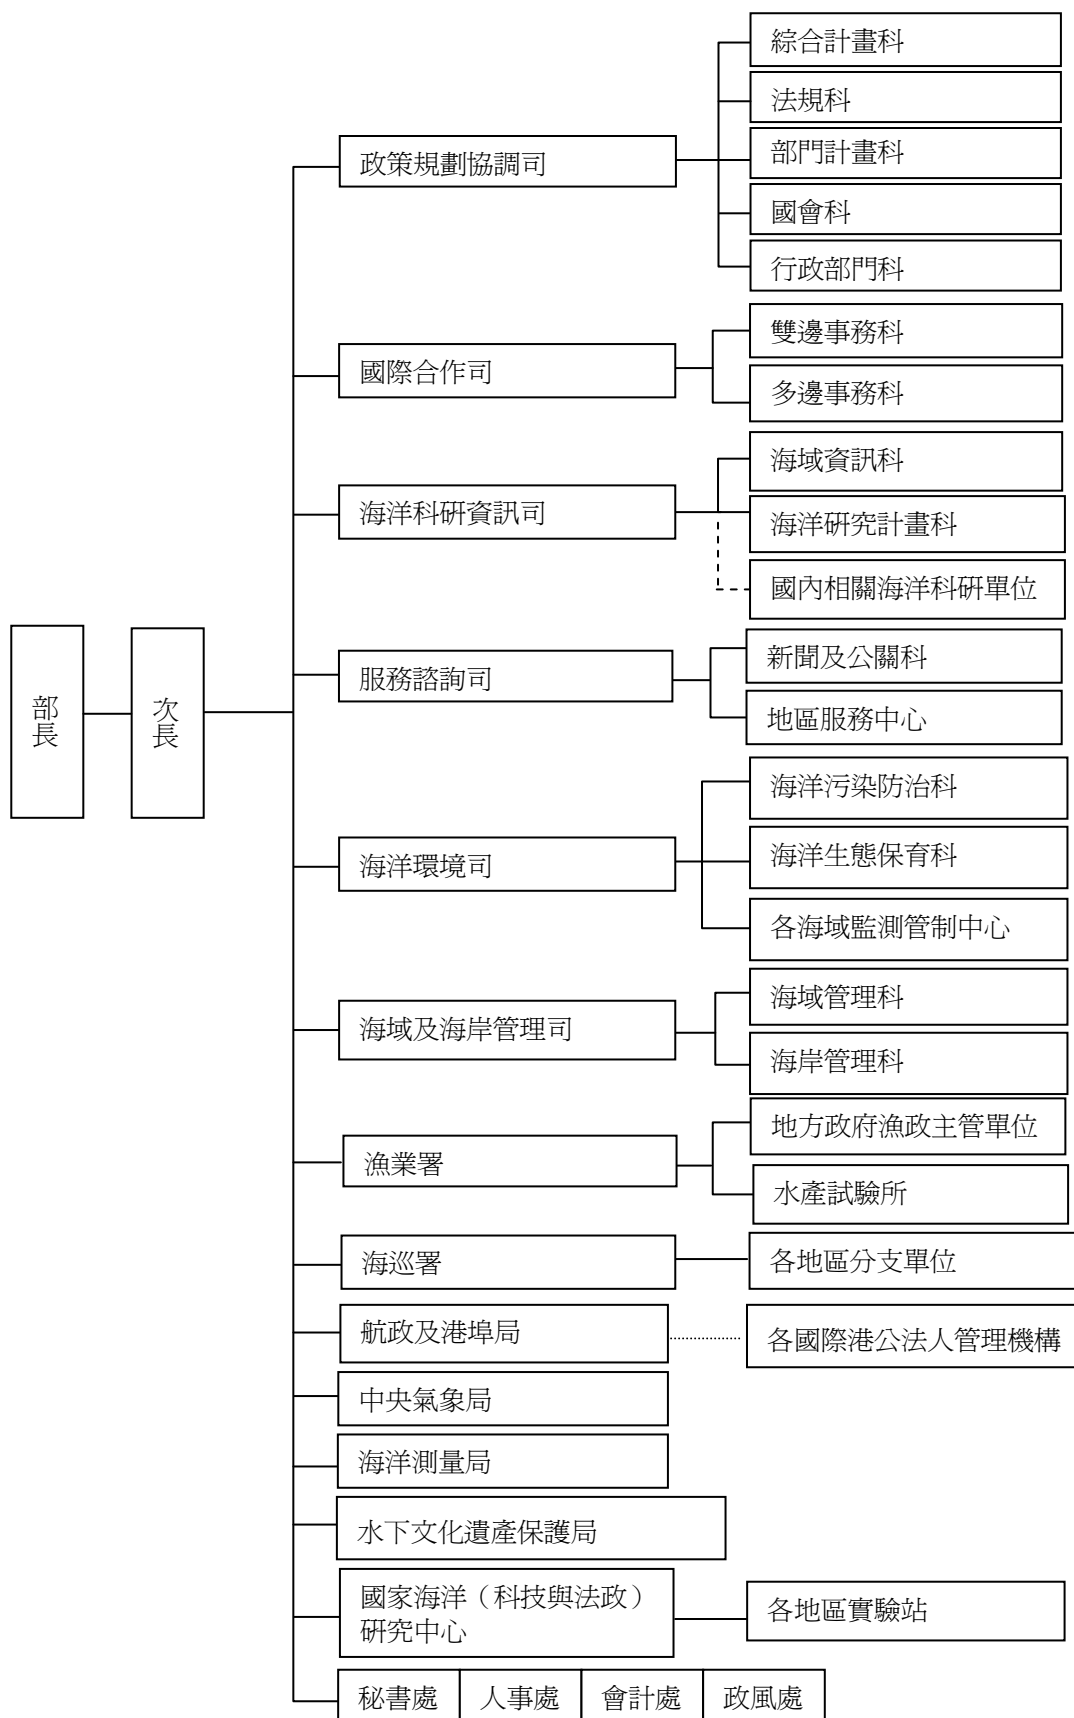 部長
次長
政策規劃協調司
綜合計畫科
法規科
部門計畫科
國會科
行政部門科
國際合作司
雙邊事務科
多邊事務科
海洋科研資訊司
海域資訊科
海洋研究計畫科
國內相關海洋科研單位
服務諮詢司
新聞及公關科
地區服務中心
海洋環境司
海洋污染防治科
海洋生態保育科
各海域監測管制中心
海域及海岸管理司
海域管理科
海岸管理科
漁業署
地方政府漁政主管單位
水產試驗所
海巡署
各地區分支單位
航政及港埠局
各國際港公法人管理機構
中央氣象局
海洋測量局
水下文化遺產保護局
國家海洋（科技與法政）
研究中心
各地區實驗站
秘書處
人事處
會計處
政風處